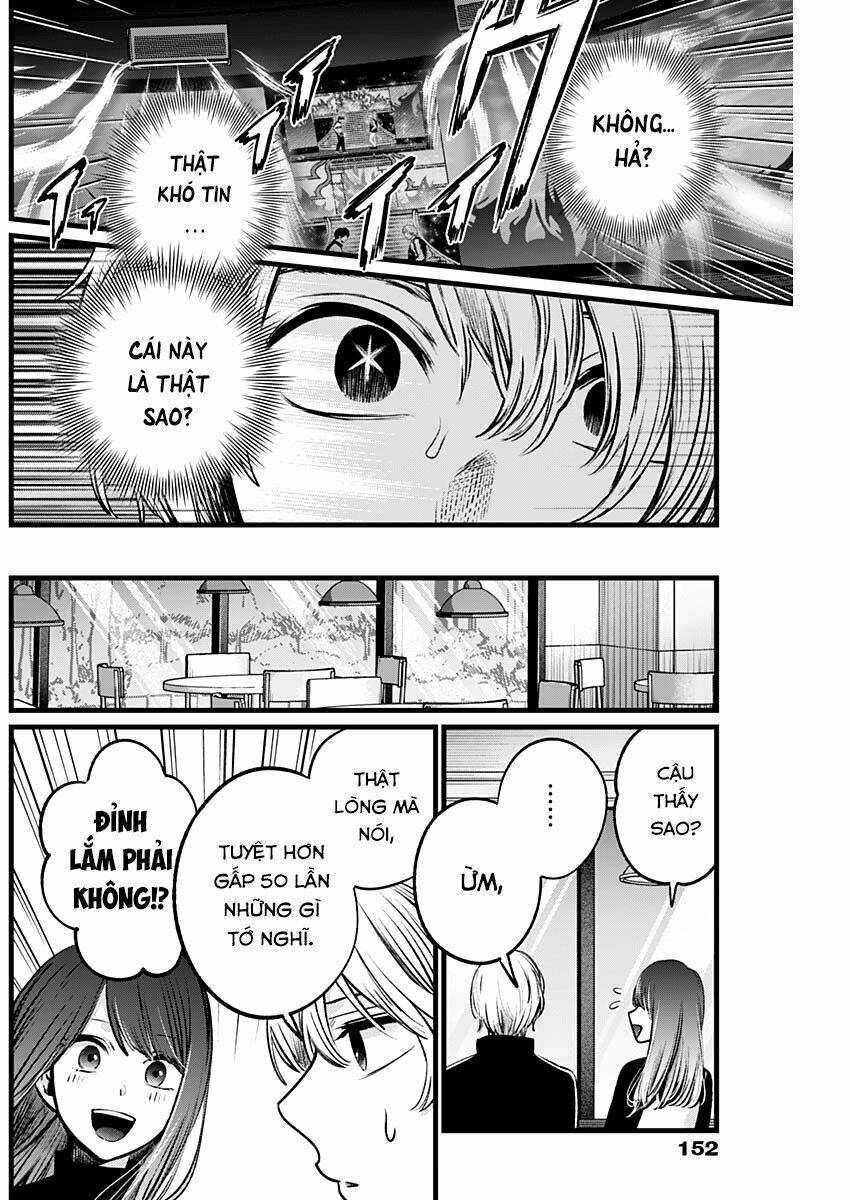 KHÔNG...
HẢ?
THẬT
KHÓ TIN
...
CÁI NÀY
LÀ THẬT
SAO?
CẬU
THẤY
SAO?
......
ỪM,
THẬT
LÒNG MÀ
NÓI,
TUYỆT HƠN
GẤP 50 LẦN
NHỮNG GÌ
TỚ NGHĨ.
ĐỈNH
LẮM PHẢI
KHÔNG!?
152